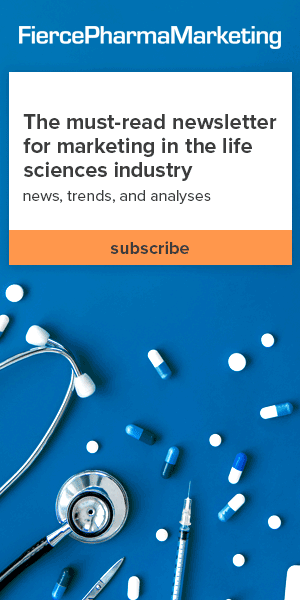 FiercePharmaMarketing
The must-read newsletter
for marketing in the life
sciences industry
news, trends, and analyses
subscribe